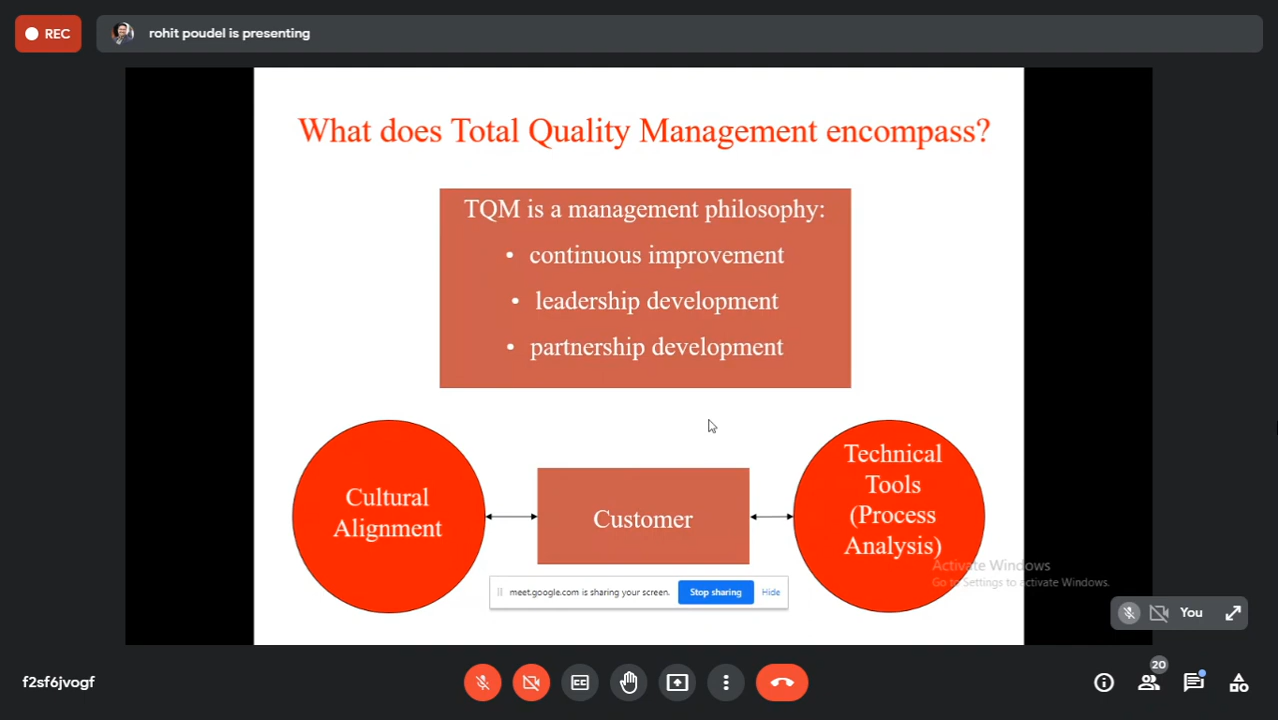 REC
rohit poudel is presenting
What does Total Quality Management encompass?
TQM is a management philosophy:
• continuous improvement
• leadership development
• partnership development
Cultural
Alignment
Customer
Technical
Tools
(Process
Analysis)
Activate Windows
Go to Settings to activate Windows.
meet.google.com is sharing your screen.
Stop sharing
Hide
You
f2sf6jvogf
CC
20